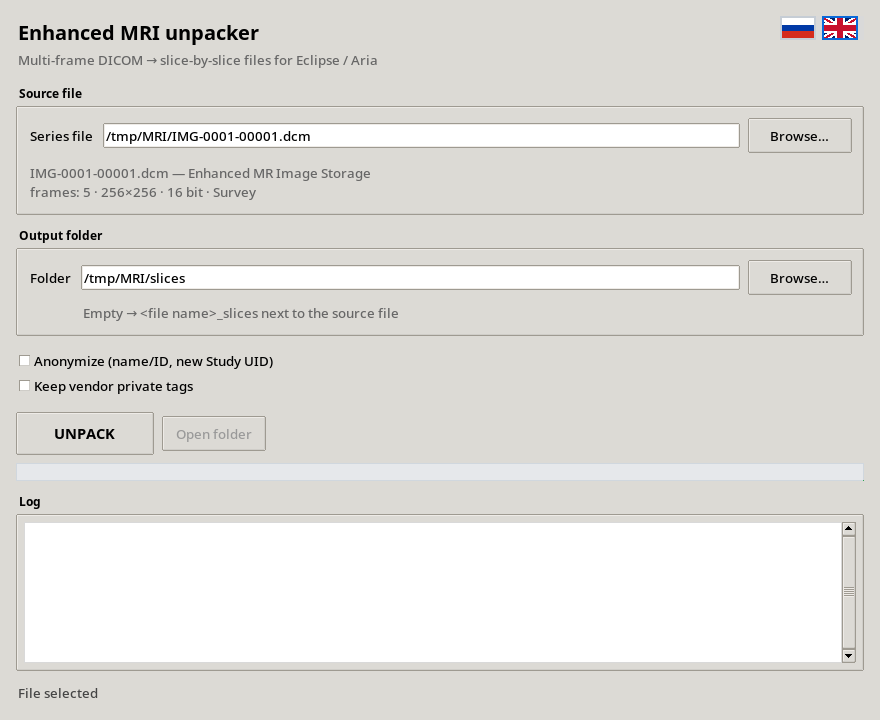 Enhanced MRI unpacker
Multi-frame DICOM → slice-by-slice files for Eclipse / Aria
Source file
Series file /tmp/MRI/IMG-0001-00001.dcm Browse...
IMG-0001-00001.dcm — Enhanced MR Image Storage
frames: 5 · 256×256 · 16 bit · Survey
Output folder
Folder /tmp/MRI/slices Browse...
Empty → <file name>_slices next to the source file
Anonymize (name/ID, new Study UID)
Keep vendor private tags
UNPACK Open folder
Log
File selected